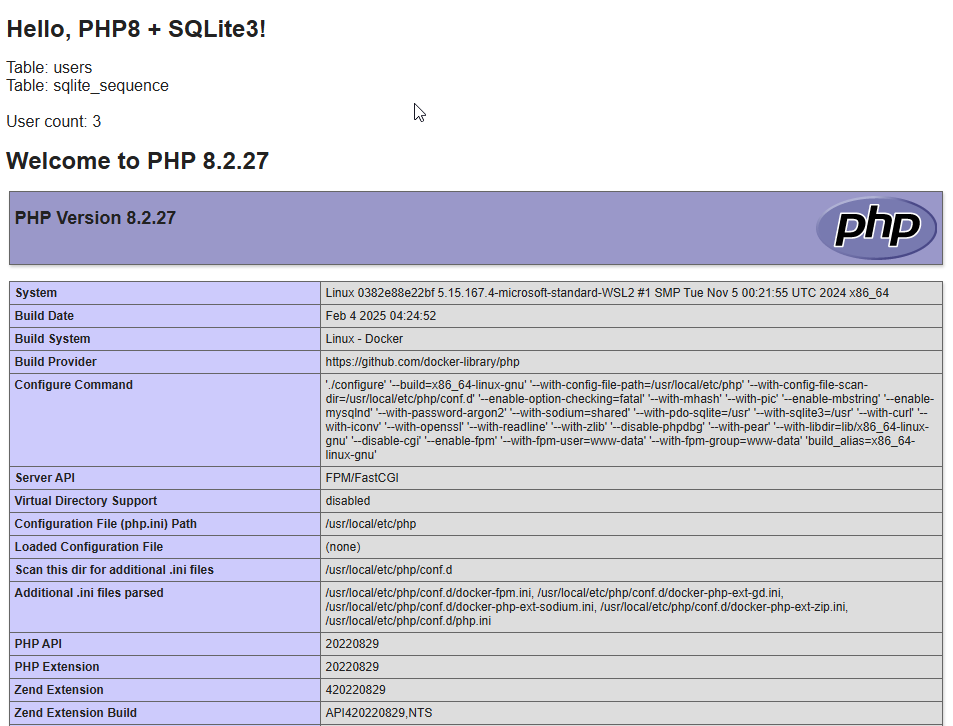 Hello, PHP8 + SQLite3!
Table: users
Table: sqlite_sequence
User count: 3
Welcome to PHP 8.2.27
PHP Version 8.2.27
php
System Linux 0382e88e22bf 5.15.167.4-microsoft-standard-WSL2 #1 SMP Tue Nov 5 00:21:55 UTC 2024 x86_64
Build Date Feb 4 2025 04:24:52
Build System Linux - Docker
Build Provider https://github.com/docker-library/php
Configure Command './configure' '--build=x86_64-linux-gnu' '--with-config-file-path=/usr/local/etc/php' '--with-config-file-scan-
dir=/usr/local/etc/php/conf.d' '--enable-option-checking=fatal' '--with-mhash' '--with-pic' '--enable-mbstring' '--enable-
mysqlnd' '--with-password-argon2' '--with-sodium=shared' '--with-pdo-sqlite=/usr' '--with-sqlite3=/usr' '--with-curl' '--
with-iconv' '--with-openssl' '--with-readline' '--with-zlib' '--disable-phpdbg' '--with-pear' '--with-libdir=lib/x86_64-linux-
gnu' '--disable-cgi' '--enable-fpm' '--with-fpm-user=www-data' '--with-fpm-group=www-data' 'build_alias=x86_64-
linux-gnu'
Server API FPM/FastCGI
Virtual Directory Support disabled
Configuration File (php.ini) Path /usr/local/etc/php
Loaded Configuration File (none)
Scan this dir for additional .ini files /usr/local/etc/php/conf.d
Additional .ini files parsed /usr/local/etc/php/conf.d/docker-fpm.ini, /usr/local/etc/php/conf.d/docker-php-ext-gd.ini,
/usr/local/etc/php/conf.d/docker-php-ext-sodium.ini, /usr/local/etc/php/conf.d/docker-php-ext-zip.ini,
/usr/local/etc/php/conf.d/php.ini
PHP API 20220829
PHP Extension 20220829
Zend Extension 420220829
Zend Extension Build API420220829,NTS